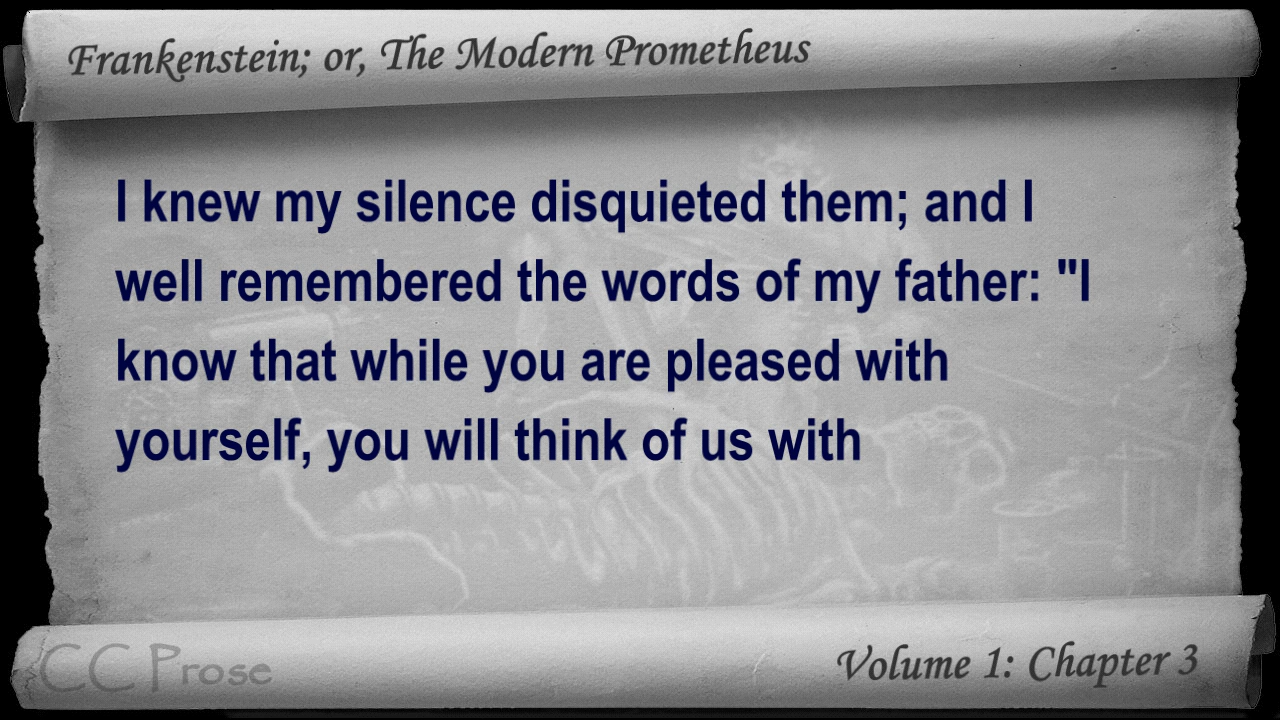 Frankenstein; or, The Modern Prometheus
I knew my silence disquieted them; and I
well remembered the words of my father: "I
know that while you are pleased with
yourself, you will think of us with
CC Prose
Volume 1: Chapter 3